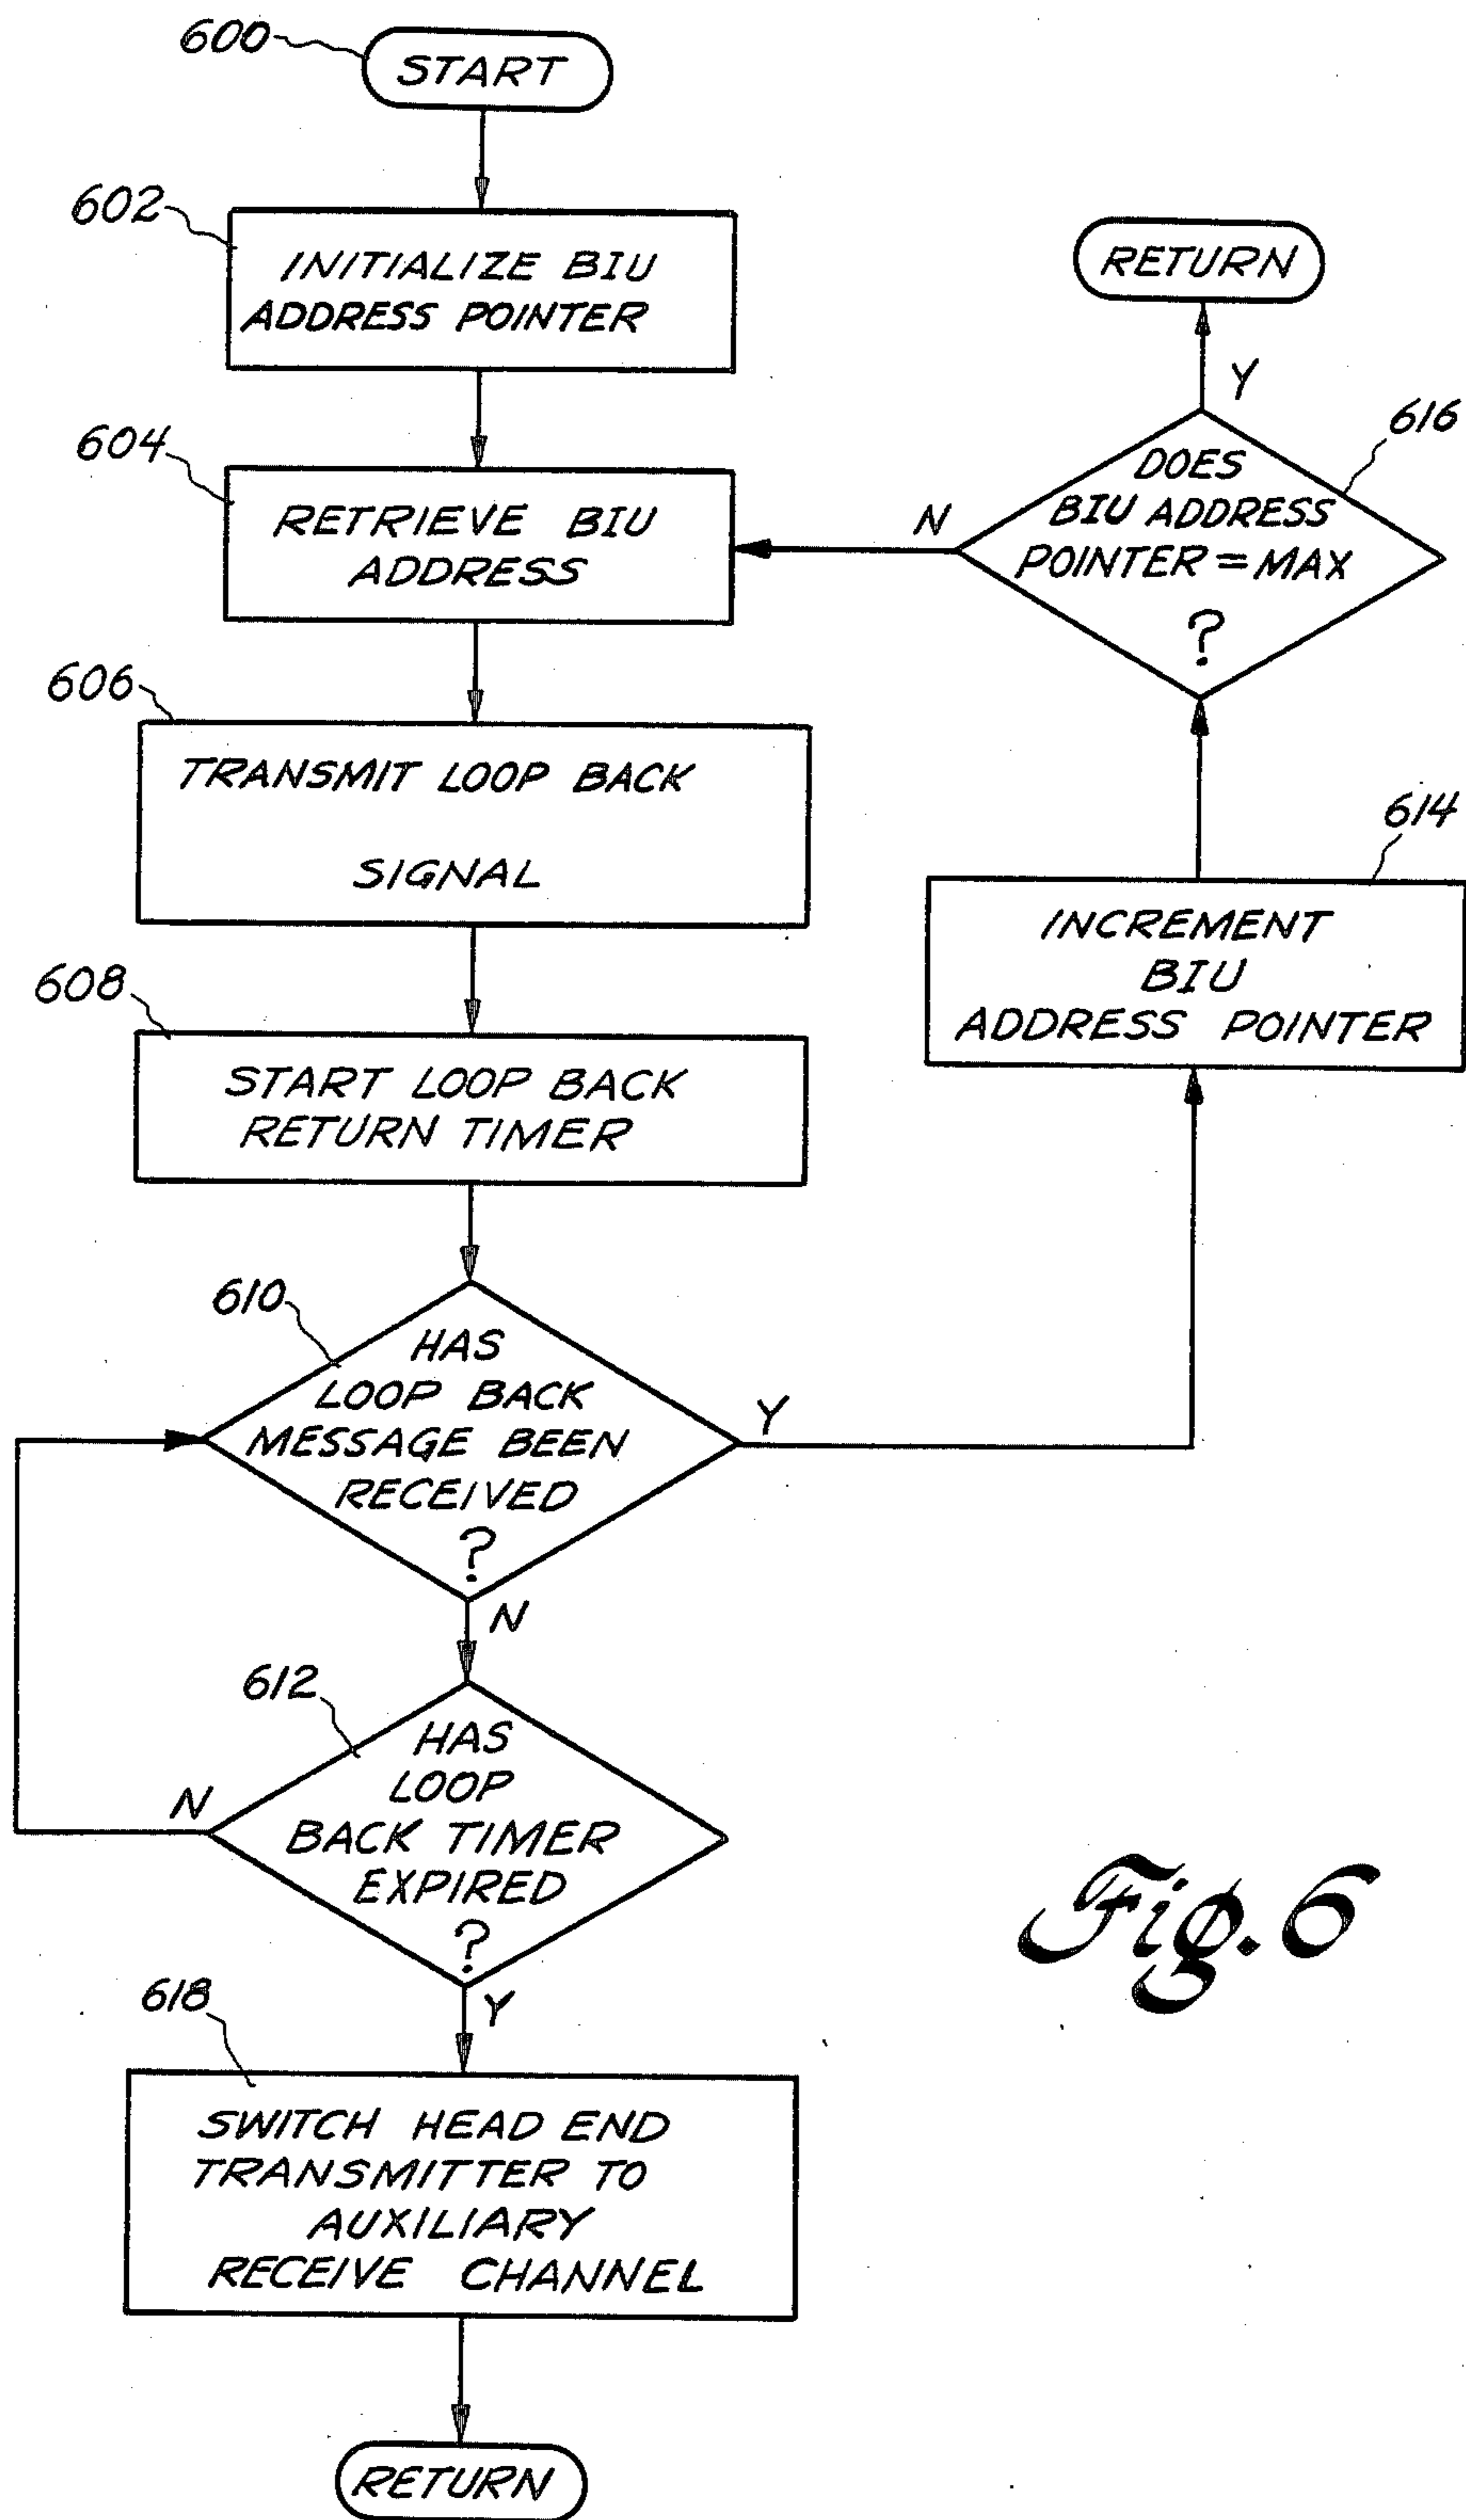 600
START
602
INITIALIZE BIU
ADDRESS POINTER
604
RETRIEVE BIU
ADDRESS
606
TRANSMIT LOOP BACK
SIGNAL
608
START LOOP BACK
RETURN TIMER
610
HAS
LOOP BACK
MESSAGE BEEN
RECEIVED
?
Y
N
612
HAS
LOOP
BACK TIMER
EXPIRED
?
N
Y
618
SWITCH HEAD END
TRANSMITTER TO
AUXILIARY
RECEIVE CHANNEL
RETURN
RETURN
Y
616
DOES
BIU ADDRESS
POINTER = MAX
?
N
614
INCREMENT
BIU
ADDRESS POINTER
Fig. 6